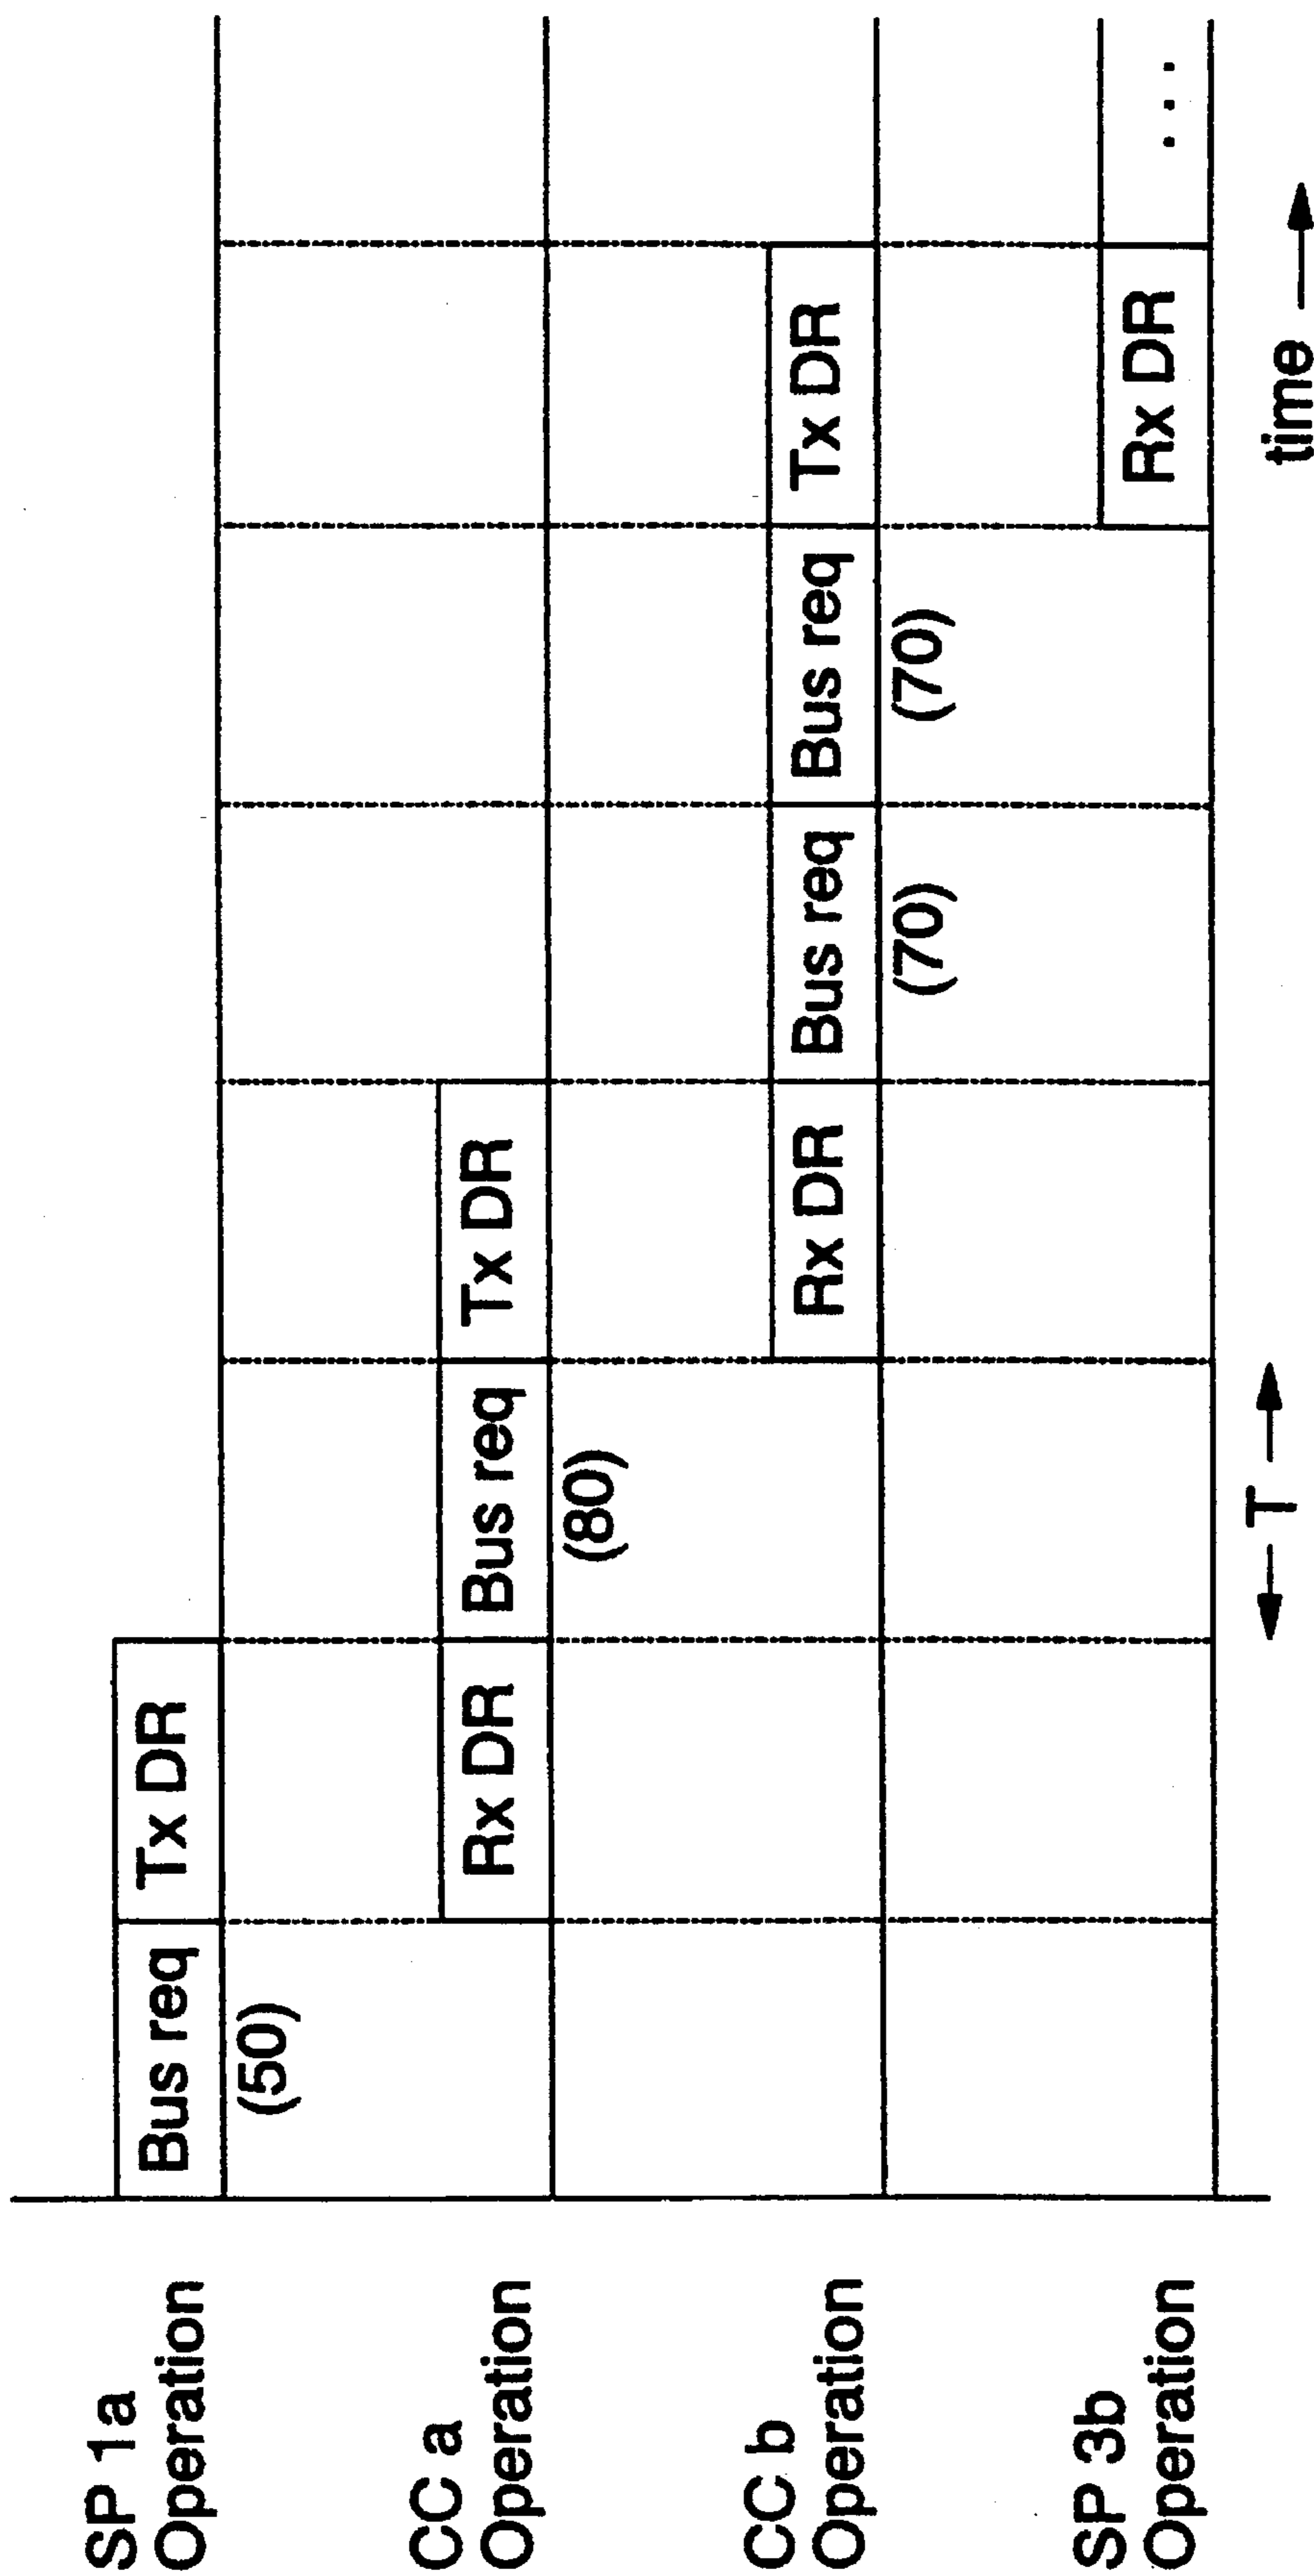 SP 1a
Operation
Bus req
Tx DR
(50)
CC a
Operation
Rx DR
Bus req
Tx DR
(80)
CC b
Operation
Rx DR
Bus req
Bus req
Tx DR
(70)
(70)
SP 3b
Operation
Rx DR
...
T
time